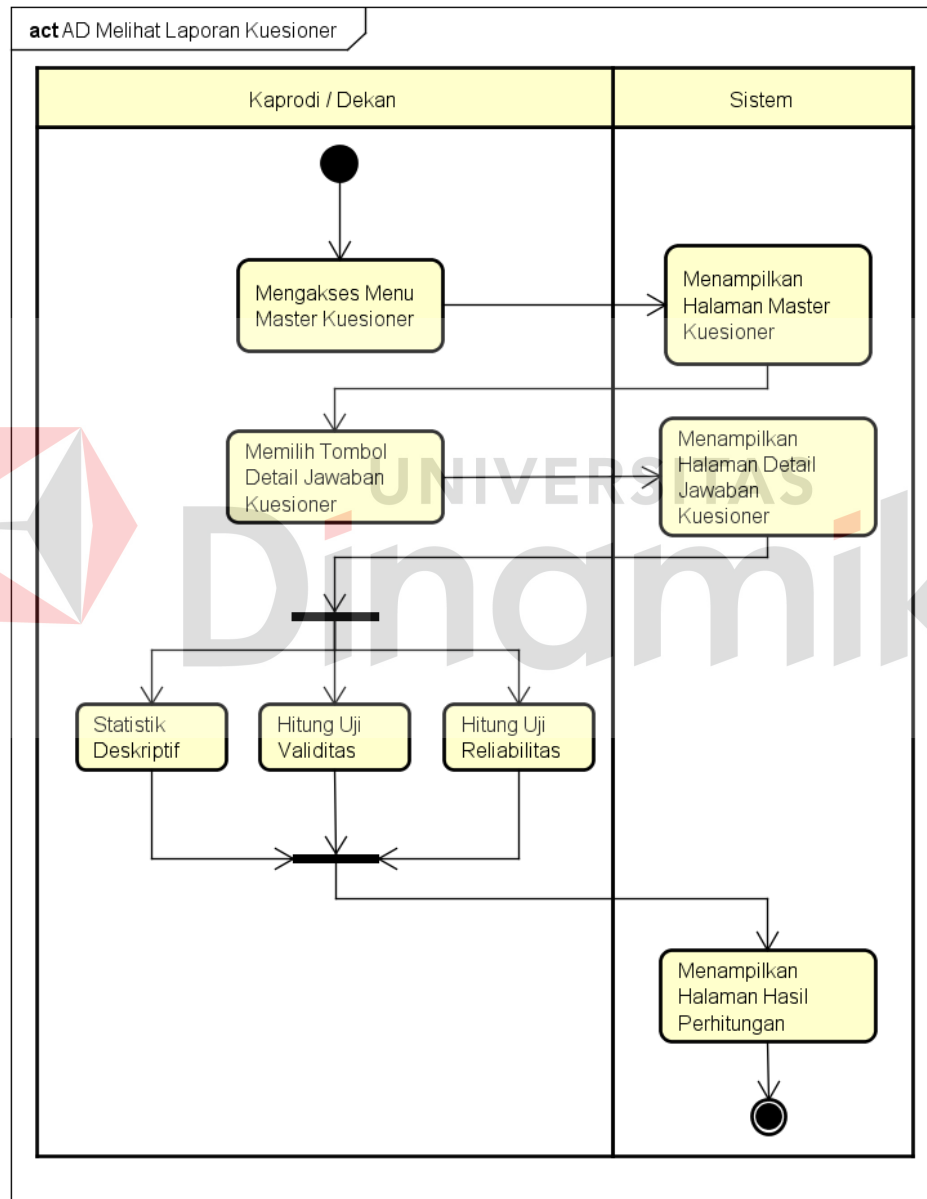 act AD Melihat Laporan Kuesioner
Kaprodi / Dekan
Sistem
Mengakses Menu
Master Kuesioner
Menampilkan
Halaman Master
Kuesioner
Memilih Tombol
Detail Jawaban
Kuesioner
Menampilkan
Halaman Detail
Jawaban
Kuesioner
UNIVERSITAS
Dinamik
Statistik
Deskriptif
Hitung Uji
Validitas
Hitung Uji
Reliabilitas
Menampilkan
Halaman Hasil
Perhitungan